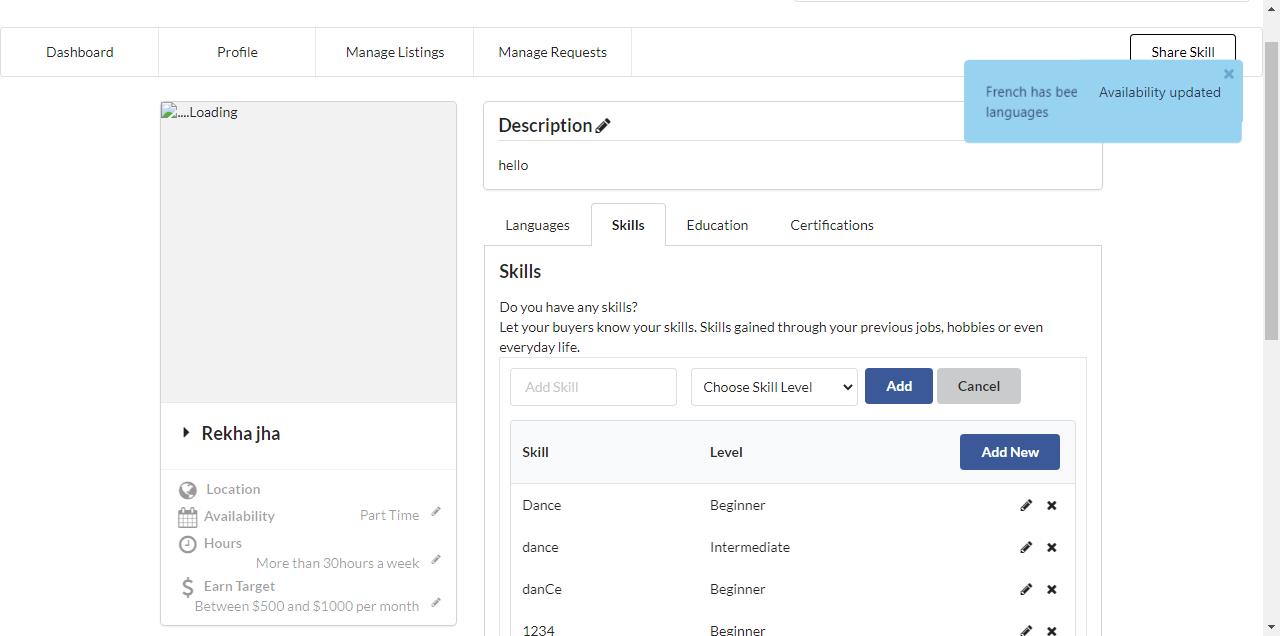 Dashboard
Profile
Manage Listings
Manage Requests
Share Skill
French has bee
languages
Availability updated
....Loading
Rekha jha
Location
Availability
Part Time
Hours
More than 30hours a week
Earn Target
Between $500 and $1000 per month
Description
hello
Languages
Skills
Education
Certifications
Skills
Do you have any skills?
Let your buyers know your skills. Skills gained through your previous jobs, hobbies or even
everyday life.
Add Skill
Choose Skill Level
Add
Cancel
Skill
Level
Add New
Dance
Beginner
dance
Intermediate
danCe
Beginner
1234
Beginner